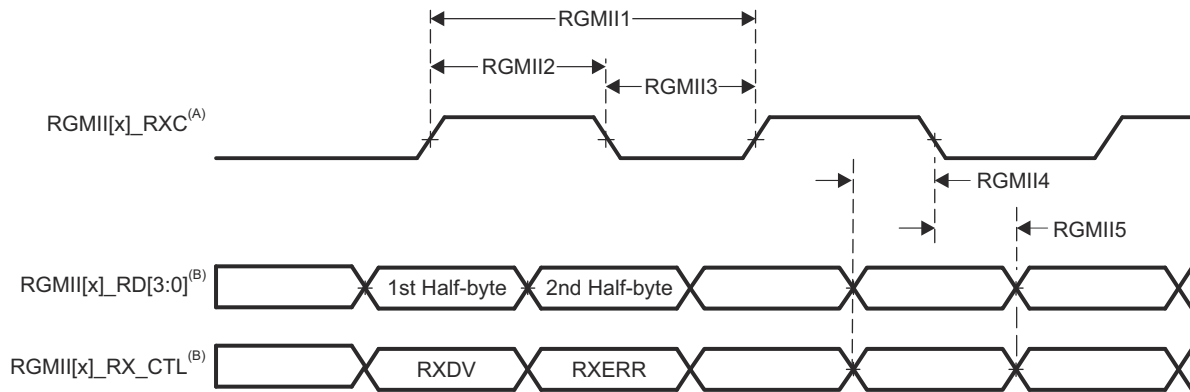 RGMII1
RGMII2
RGMII3
RGMII[x]_RXC(A)
RGMII4
RGMII5
RGMII[x]_RD[3:0](B)
1st Half-byte
2nd Half-byte
RGMII[x]_RX_CTL(B)
RXDV
RXERR